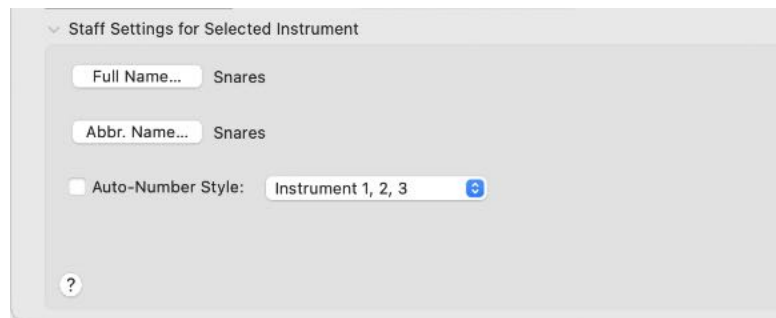 Staff Settings for Selected Instrument
Full Name... Snares
Abbr. Name... Snares
Auto-Number Style: Instrument 1, 2, 3
?